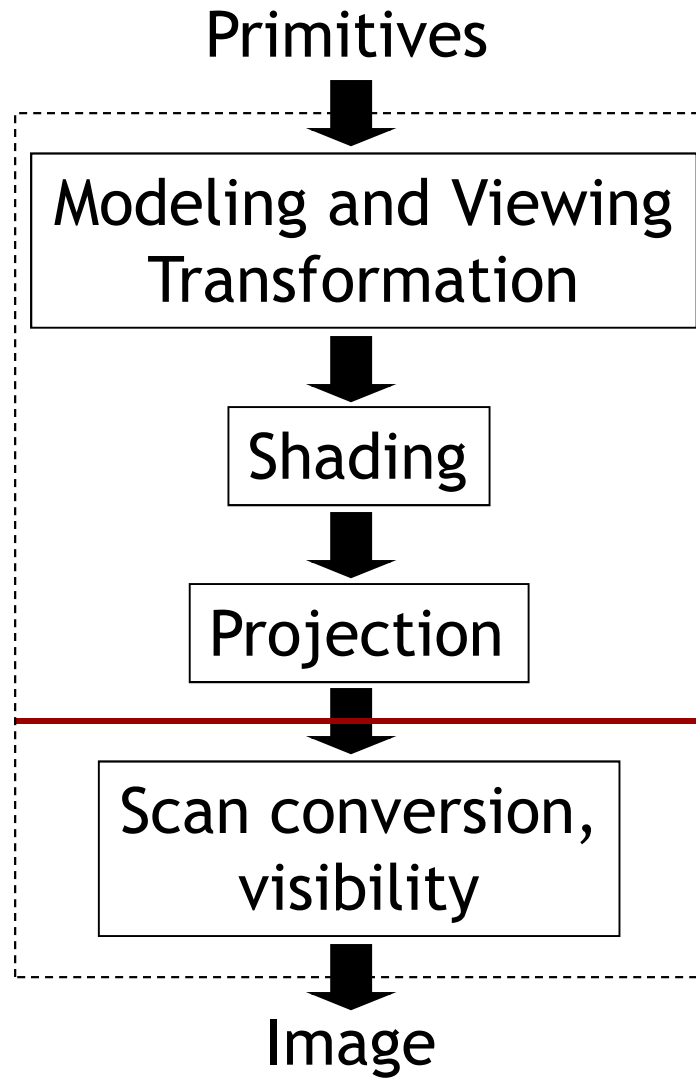 Primitives
Modeling and Viewing
Transformation
Shading
Projection
Scan conversion,
visibility
Image